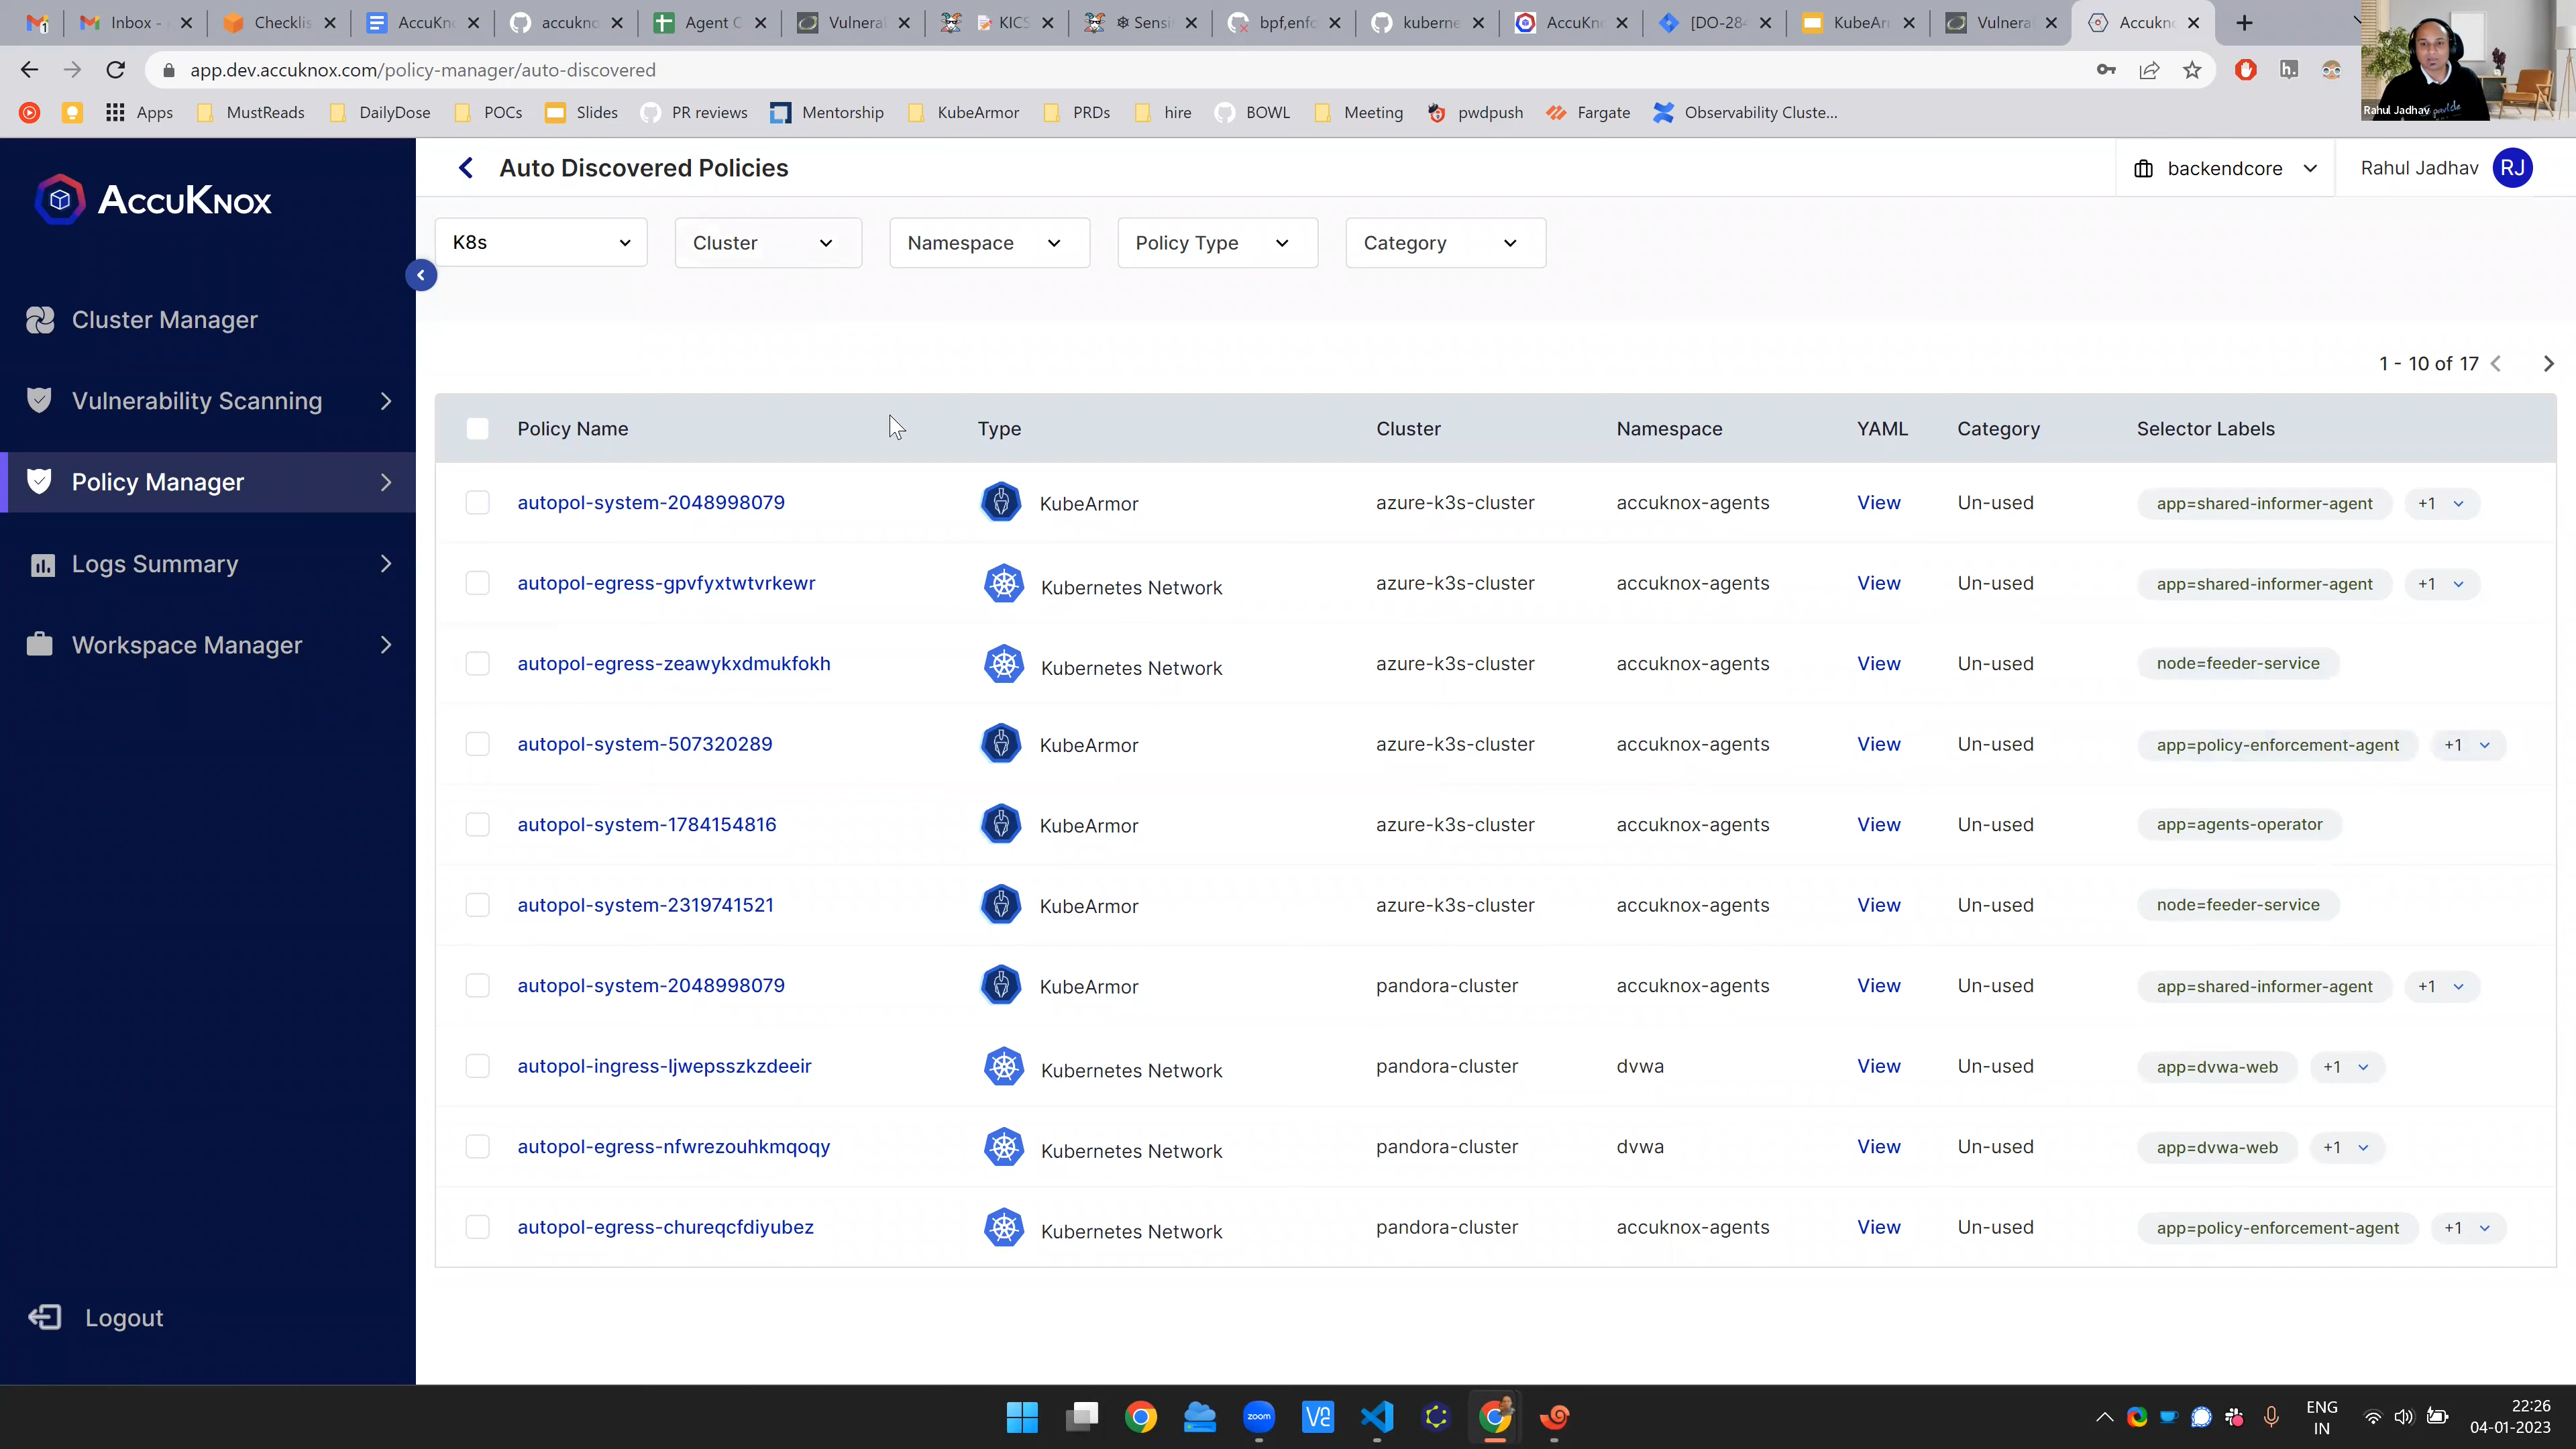 Inbox -
Checklis
AccuKn
accukno
Agent C
Vulnera
KICS
Sensi
bpf,enfo
kuberne
AccuKn
[DO-284
KubeAr
Vulnera
Accukno
app.dev.accuknox.com/policy-manager/auto-discovered
Apps
MustReads
DailyDose
POCs
Slides
PR reviews
Mentorship
KubeArmor
PRDs
hire
BOWL
Meeting
pwdpush
Fargate
Observability Cluste...
Rahul Jadhav
ACCUKNOX
Auto Discovered Policies
backendcore
Rahul Jadhav
RJ
K8s
Cluster
Namespace
Policy Type
Category
Cluster Manager
Vulnerability Scanning
Policy Manager
Logs Summary
Workspace Manager
Logout
1 - 10 of 17
Policy Name Type Cluster Namespace YAML Category Selector Labels
autopol-system-2048998079 KubeArmor azure-k3s-cluster accuknox-agents View Un-used app=shared-informer-agent +1
autopol-egress-gpvfyxtwtvrkewr Kubernetes Network azure-k3s-cluster accuknox-agents View Un-used app=shared-informer-agent +1
autopol-egress-zeawykxdmukfokh Kubernetes Network azure-k3s-cluster accuknox-agents View Un-used node=feeder-service
autopol-system-507320289 KubeArmor azure-k3s-cluster accuknox-agents View Un-used app=policy-enforcement-agent +1
autopol-system-1784154816 KubeArmor azure-k3s-cluster accuknox-agents View Un-used app=agents-operator
autopol-system-2319741521 KubeArmor azure-k3s-cluster accuknox-agents View Un-used node=feeder-service
autopol-system-2048998079 KubeArmor pandora-cluster accuknox-agents View Un-used app=shared-informer-agent +1
autopol-ingress-ljwepsszkzdeeir Kubernetes Network pandora-cluster dvwa View Un-used app=dvwa-web +1
autopol-egress-nfwrezouhkmqoqy Kubernetes Network pandora-cluster dvwa View Un-used app=dvwa-web +1
autopol-egress-chureqcfdiyubez Kubernetes Network pandora-cluster accuknox-agents View Un-used app=policy-enforcement-agent +1
zoom
ENG
IN
22:26
04-01-2023